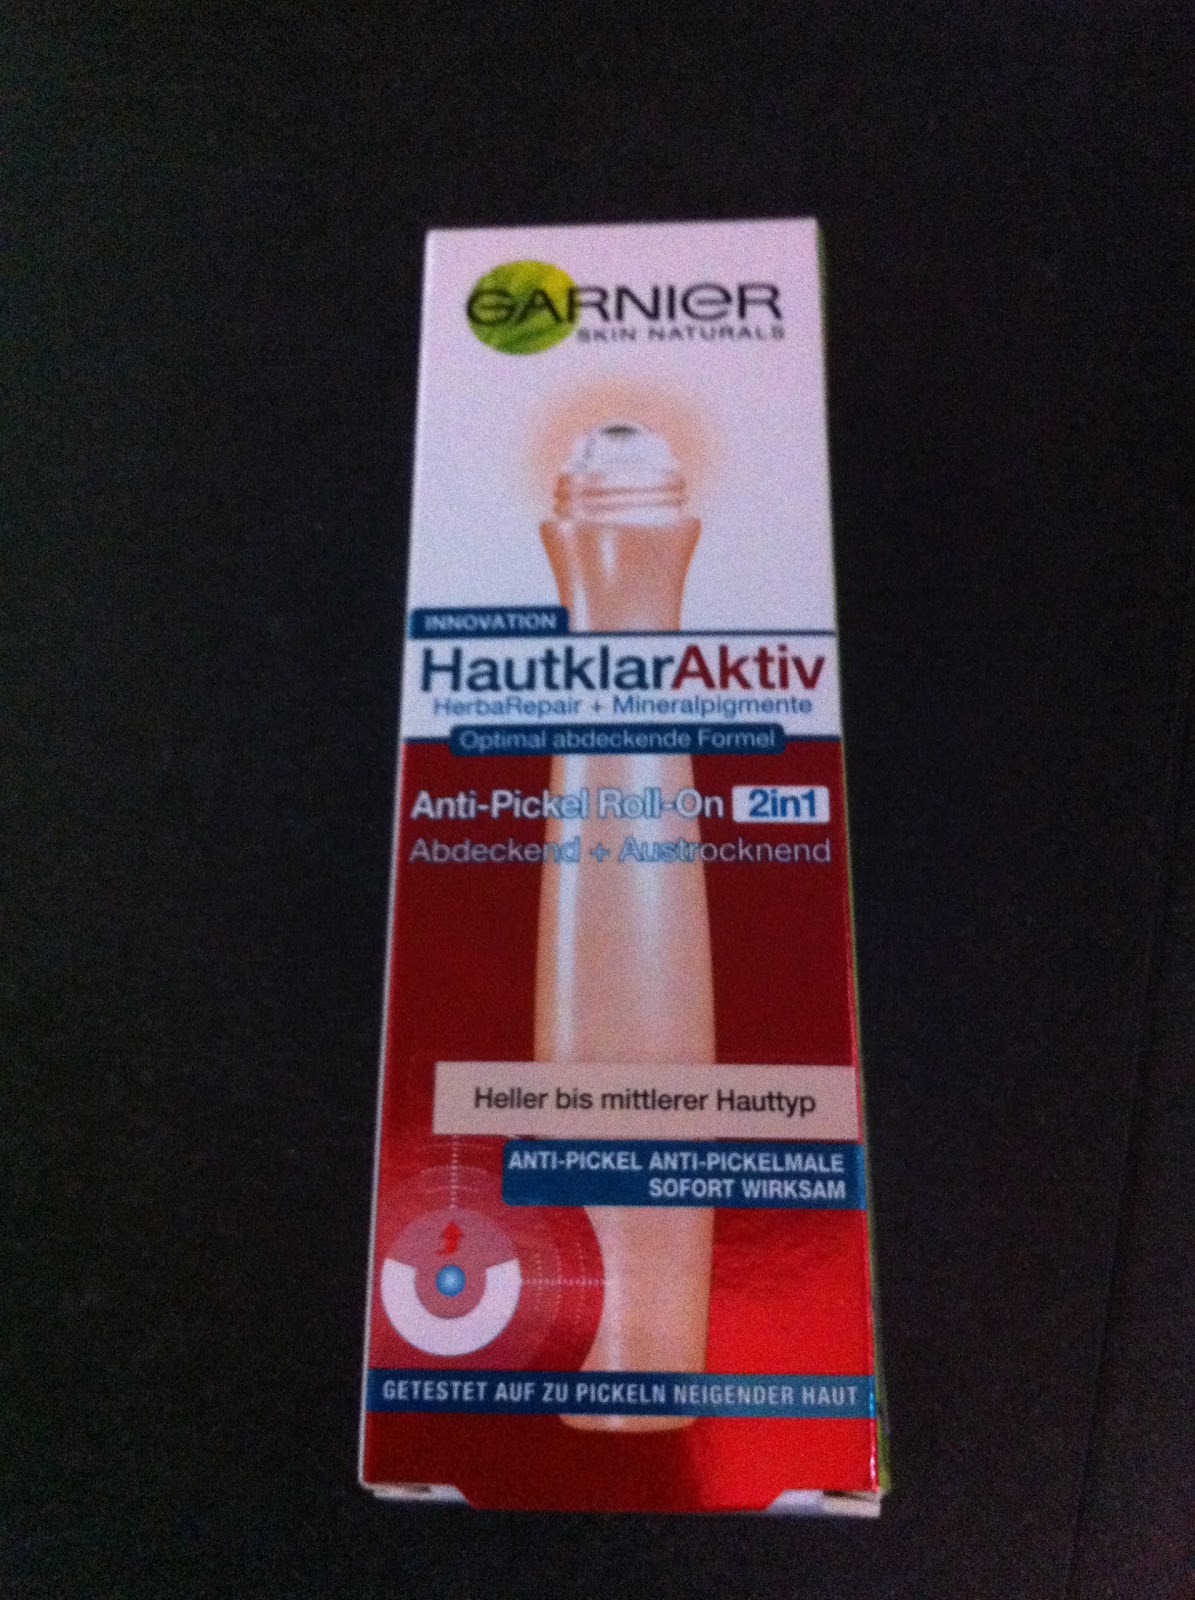 GARNIER
SKIN NATURALS
INNOVATION
HautklarAktiv
HerbaRepair + Mineralpigmente
Optimal abdeckende Formel
Anti-Pickel Roll-On 2in1
Abdeckend + Austrocknend
Heller bis mittlerer Hauttyp
ANTI-PICKEL ANTI-PICKELMALE
SOFORT WIRKSAM
GETESTET AUF ZU PICKELN NEIGENDER HAUT